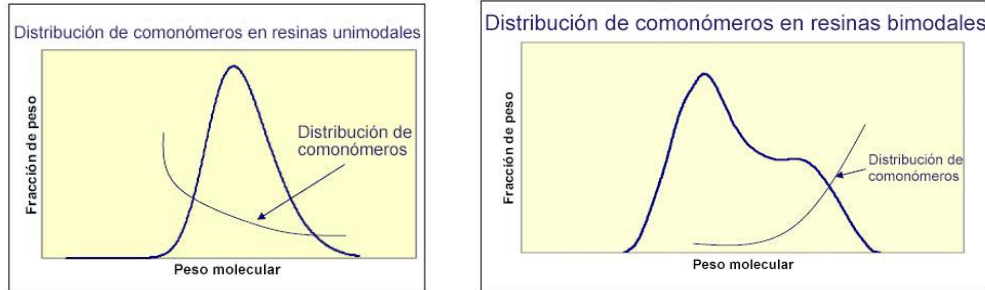 Distribución de comonómeros en resinas unimodales
Fracción de peso
Distribución de
comonómeros
Peso molecular
Distribución de comonómeros en resinas bimodales
Fracción de peso
Distribución de
comonómeros
Peso molecular